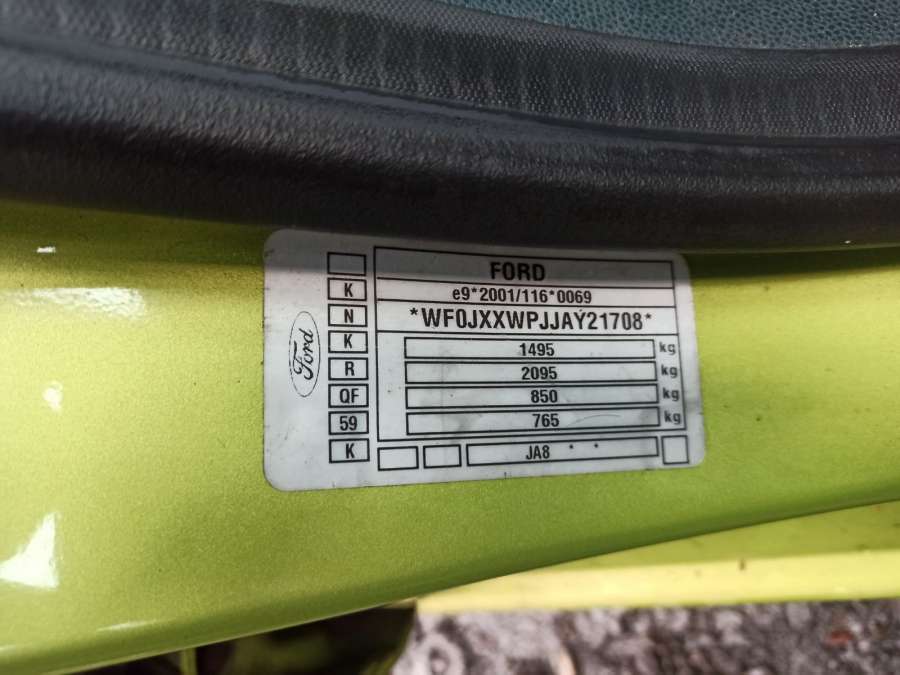 FORD
e9*2001/116*0069
*WF0JXXWPJJAY21708*
1495 kg
2095 kg
850 kg
765 kg
JA8 * *
K
N
K
R
QF
59
K
Ford